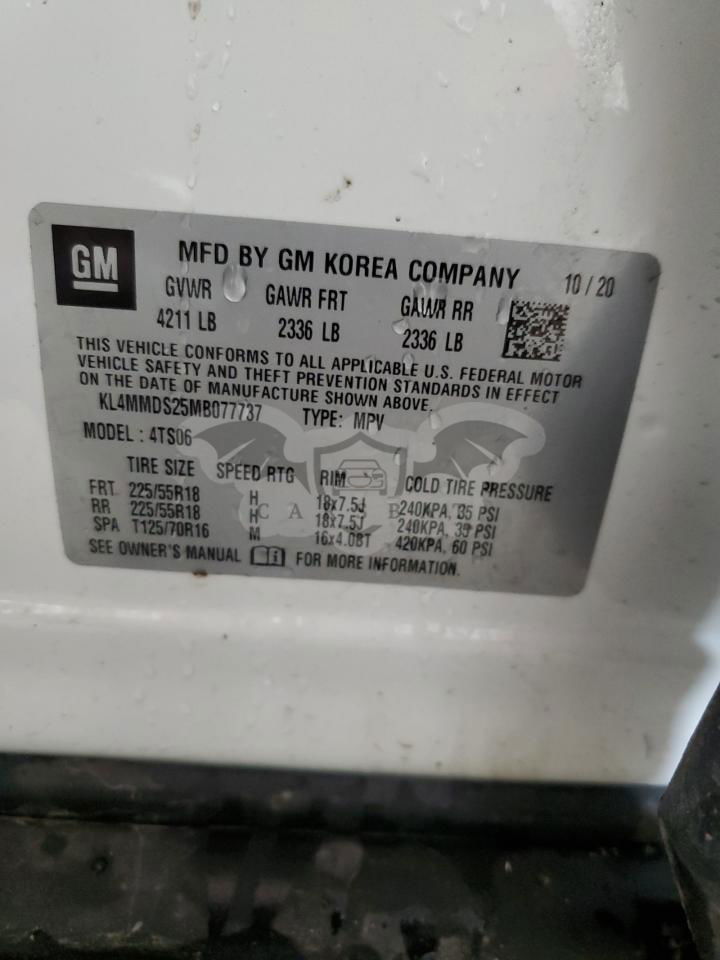 GM
MFD BY GM KOREA COMPANY 10 / 20
GVWR GAWR FRT GAWR RR
4211 LB 2336 LB 2336 LB
THIS VEHICLE CONFORMS TO ALL APPLICABLE U.S. FEDERAL MOTOR
VEHICLE SAFETY AND THEFT PREVENTION STANDARDS IN EFFECT
ON THE DATE OF MANUFACTURE SHOWN ABOVE.
KL4MMDS25MB077737 TYPE: MPV
MODEL: 4TS06
TIRE SIZE SPEED RTG RIM COLD TIRE PRESSURE
FRT 225/55R18 H 18x7.5J 240KPA, 35 PSI
RR 225/55R18 H 18x7.5J 240KPA, 35 PSI
SPA T125/70R16 M 16x4.0BT 420KPA, 60 PSI
SEE OWNER'S MANUAL FOR MORE INFORMATION.